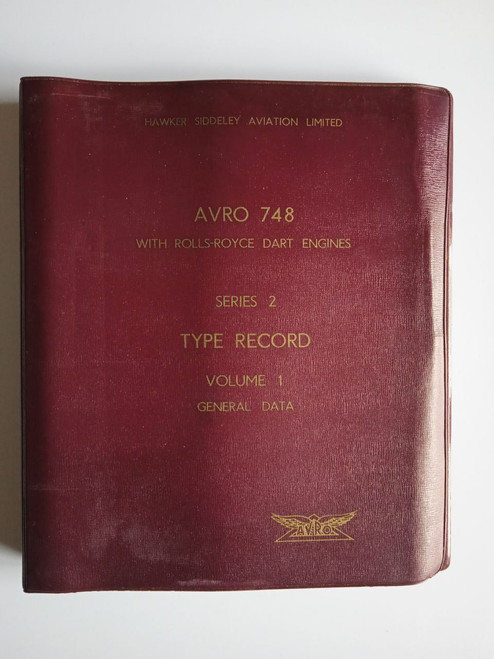 HAWKER SIDDELEY AVIATION LIMITED
AVRO 748
WITH ROLLS-ROYCE DART ENGINES
SERIES 2
TYPE RECORD
VOLUME 1
GENERAL DATA
AVRO